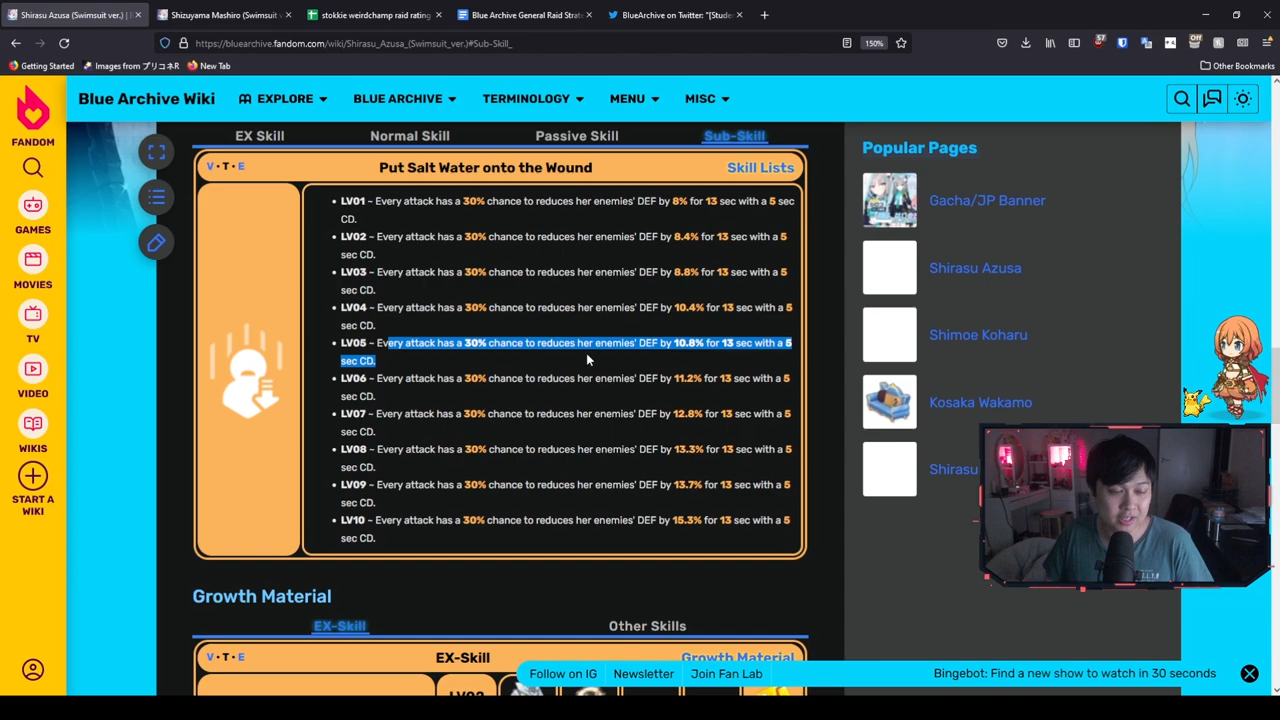 Shirasu Azusa (Swimsuit ver.) |
Shizuyama Mashiro (Swimsuit v
stokkie weirdchamp raid rating
Blue Archive General Raid Strate
BlueArchive on Twitter: "[Stude
https://bluearchive.fandom.com/wiki/Shirasu_Azusa_(Swimsuit_ver.)#Sub-Skill_
150%
57
Off
Getting Started
Images from プリコネR
New Tab
Other Bookmarks
Blue Archive Wiki
EXPLORE
BLUE ARCHIVE
TERMINOLOGY
MENU
MISC
FANDOM
GAMES
MOVIES
TV
VIDEO
WIKIS
START A
WIKI
EX Skill
Normal Skill
Passive Skill
Sub-Skill
V · T · E
Put Salt Water onto the Wound
Skill Lists
LV01 ~ Every attack has a 30% chance to reduces her enemies' DEF by 8% for 13 sec with a 5 sec
CD.
LV02 ~ Every attack has a 30% chance to reduces her enemies' DEF by 8.4% for 13 sec with a 5
sec CD.
LV03 ~ Every attack has a 30% chance to reduces her enemies' DEF by 8.8% for 13 sec with a 5
sec CD.
LV04 ~ Every attack has a 30% chance to reduces her enemies' DEF by 10.4% for 13 sec with a 5
sec CD.
LV05 ~ Every attack has a 30% chance to reduces her enemies' DEF by 10.8% for 13 sec with a 5
sec CD.
LV06 ~ Every attack has a 30% chance to reduces her enemies' DEF by 11.2% for 13 sec with a 5
sec CD.
LV07 ~ Every attack has a 30% chance to reduces her enemies' DEF by 12.8% for 13 sec with a 5
sec CD.
LV08 ~ Every attack has a 30% chance to reduces her enemies' DEF by 13.3% for 13 sec with a 5
sec CD.
LV09 ~ Every attack has a 30% chance to reduces her enemies' DEF by 13.7% for 13 sec with a 5
sec CD.
LV10 ~ Every attack has a 30% chance to reduces her enemies' DEF by 15.3% for 13 sec with a 5
sec CD.
Growth Material
EX-Skill
Other Skills
V · T · E
EX-Skill
Growth Material
LV02
Popular Pages
Gacha/JP Banner
Shirasu Azusa
Shimoe Koharu
Kosaka Wakamo
Shirasu
Follow on IG
Newsletter
Join Fan Lab
Bingebot: Find a new show to watch in 30 seconds